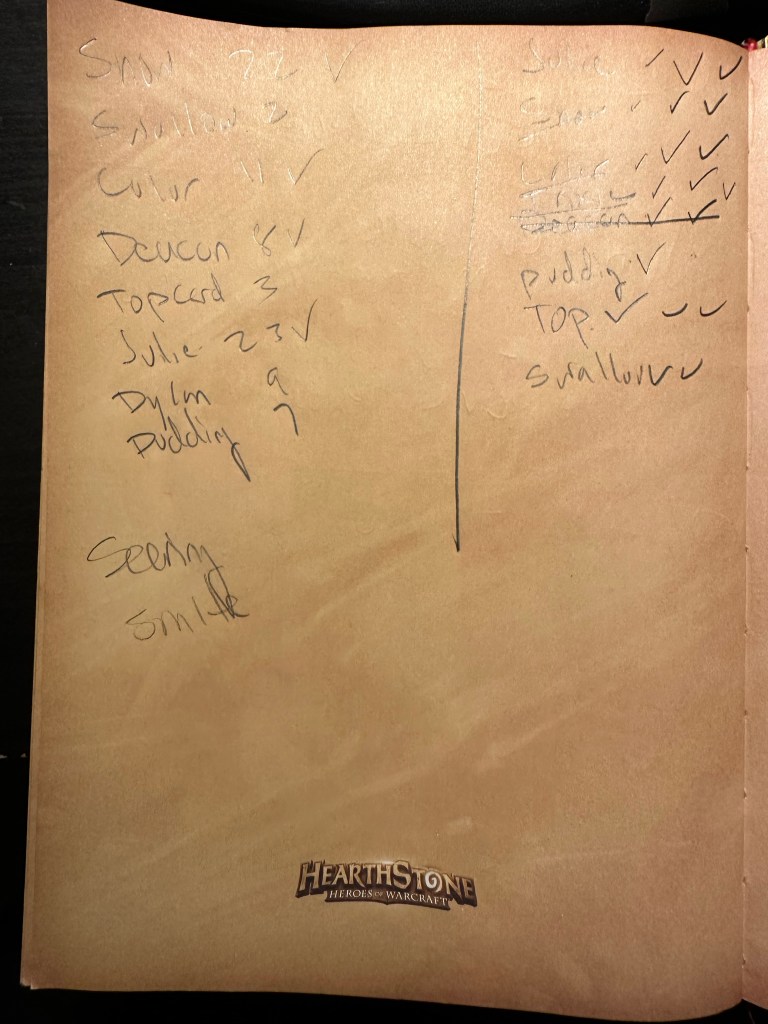 Snow 22 ✓
Swallow 2
Color 11 ✓
Deacon 8 ✓
Topcard 3
Julie 23 ✓
Dylan 9
Pudding 7
Seeing
Smite
Julie ✓ ✓ ✓
Snow ✓ ✓ ✓
Color ✓ ✓ ✓
✓ ✓ ✓
Deacon ✓ ✓
pudding ✓
Top. ✓ ✓ ✓
Swallow ✓ ✓
HEARTHSTONE
HEROES OF WARCRAFT